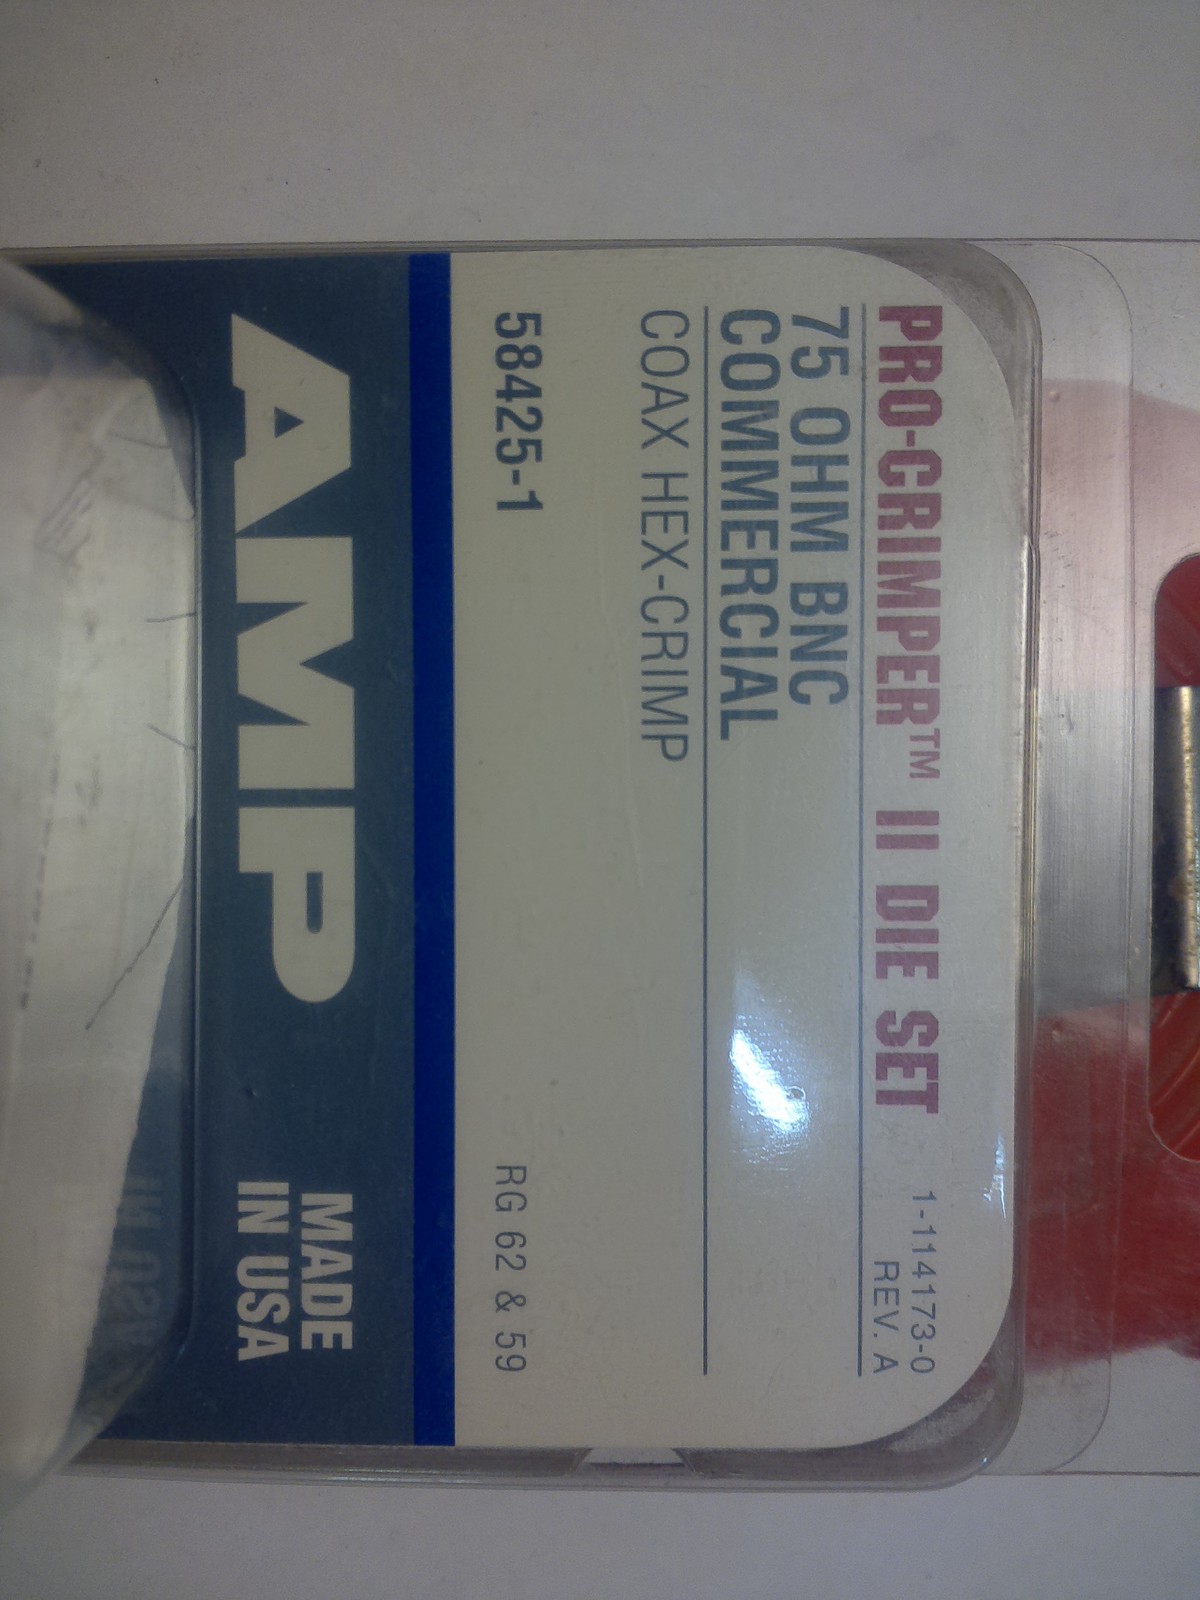 PRO-CRIMPER™ II DIE SET
1-114173-0
REV. A
75 OHM BNC
COMMERCIAL
COAX HEX-CRIMP
58425-1
RG 62 & 59
AMP
MADE
IN USA